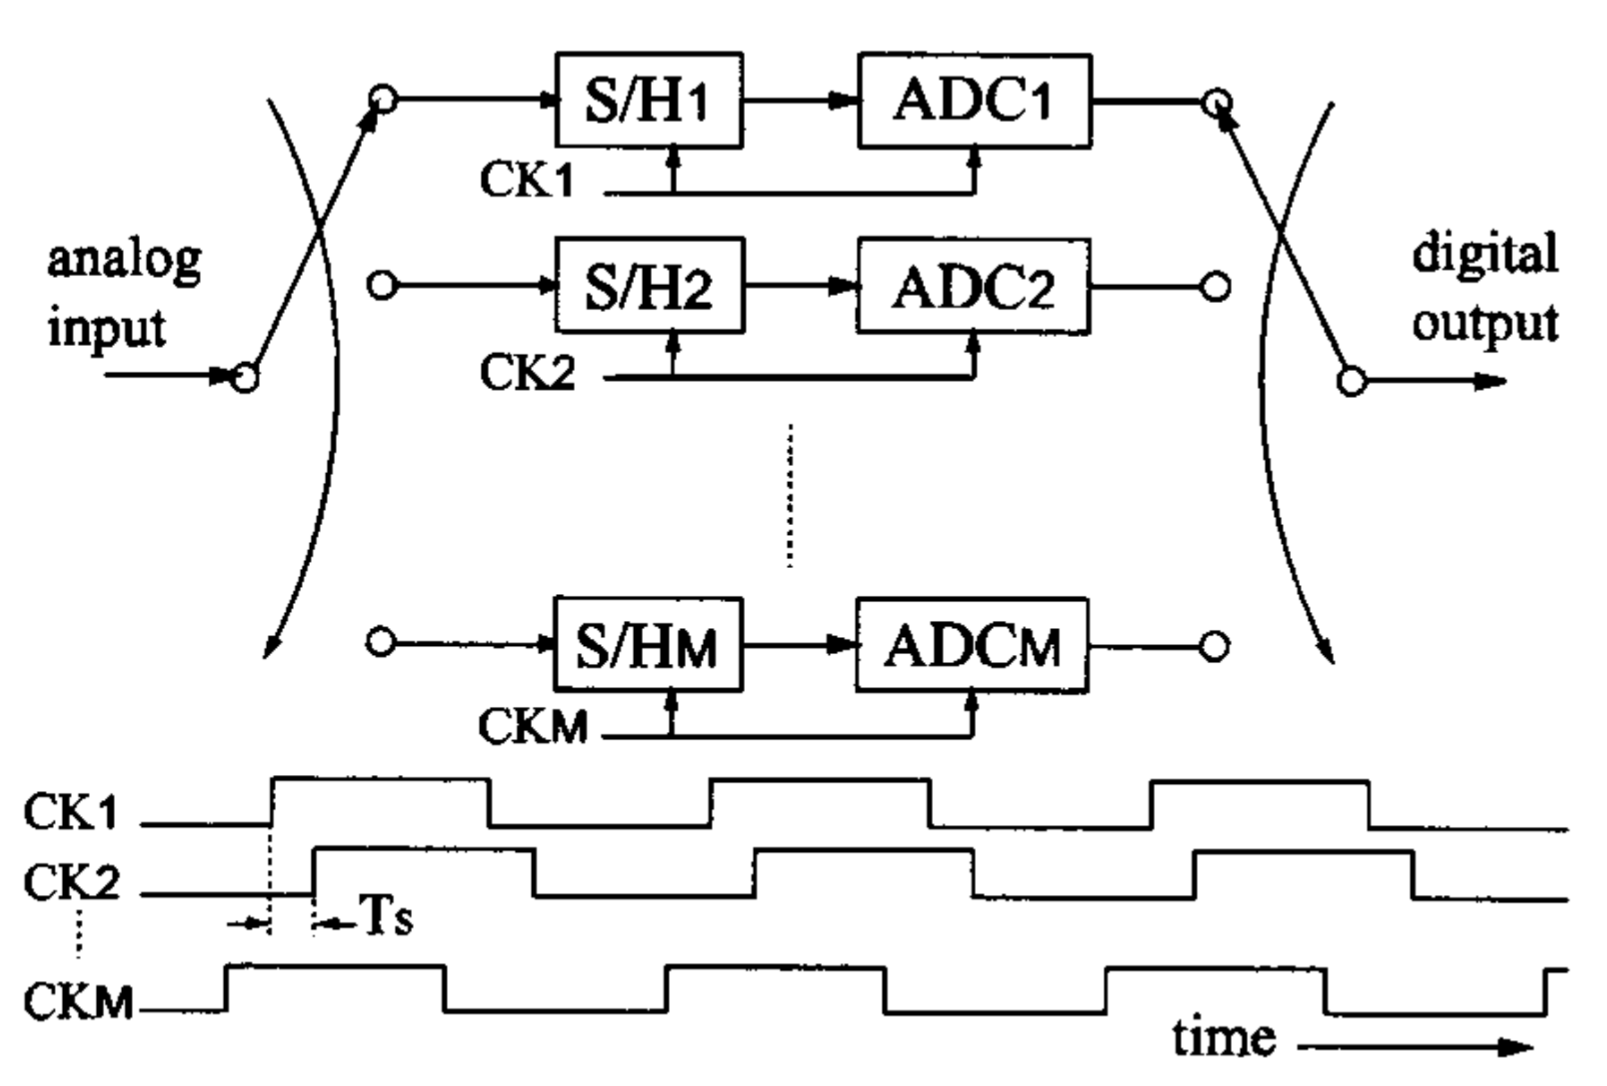 S/H1
ADC1
CK1
analog
input
digital
output
S/H2
ADC2
CK2
S/HM
ADCM
CKM
CK1
CK2
Ts
CKM
time